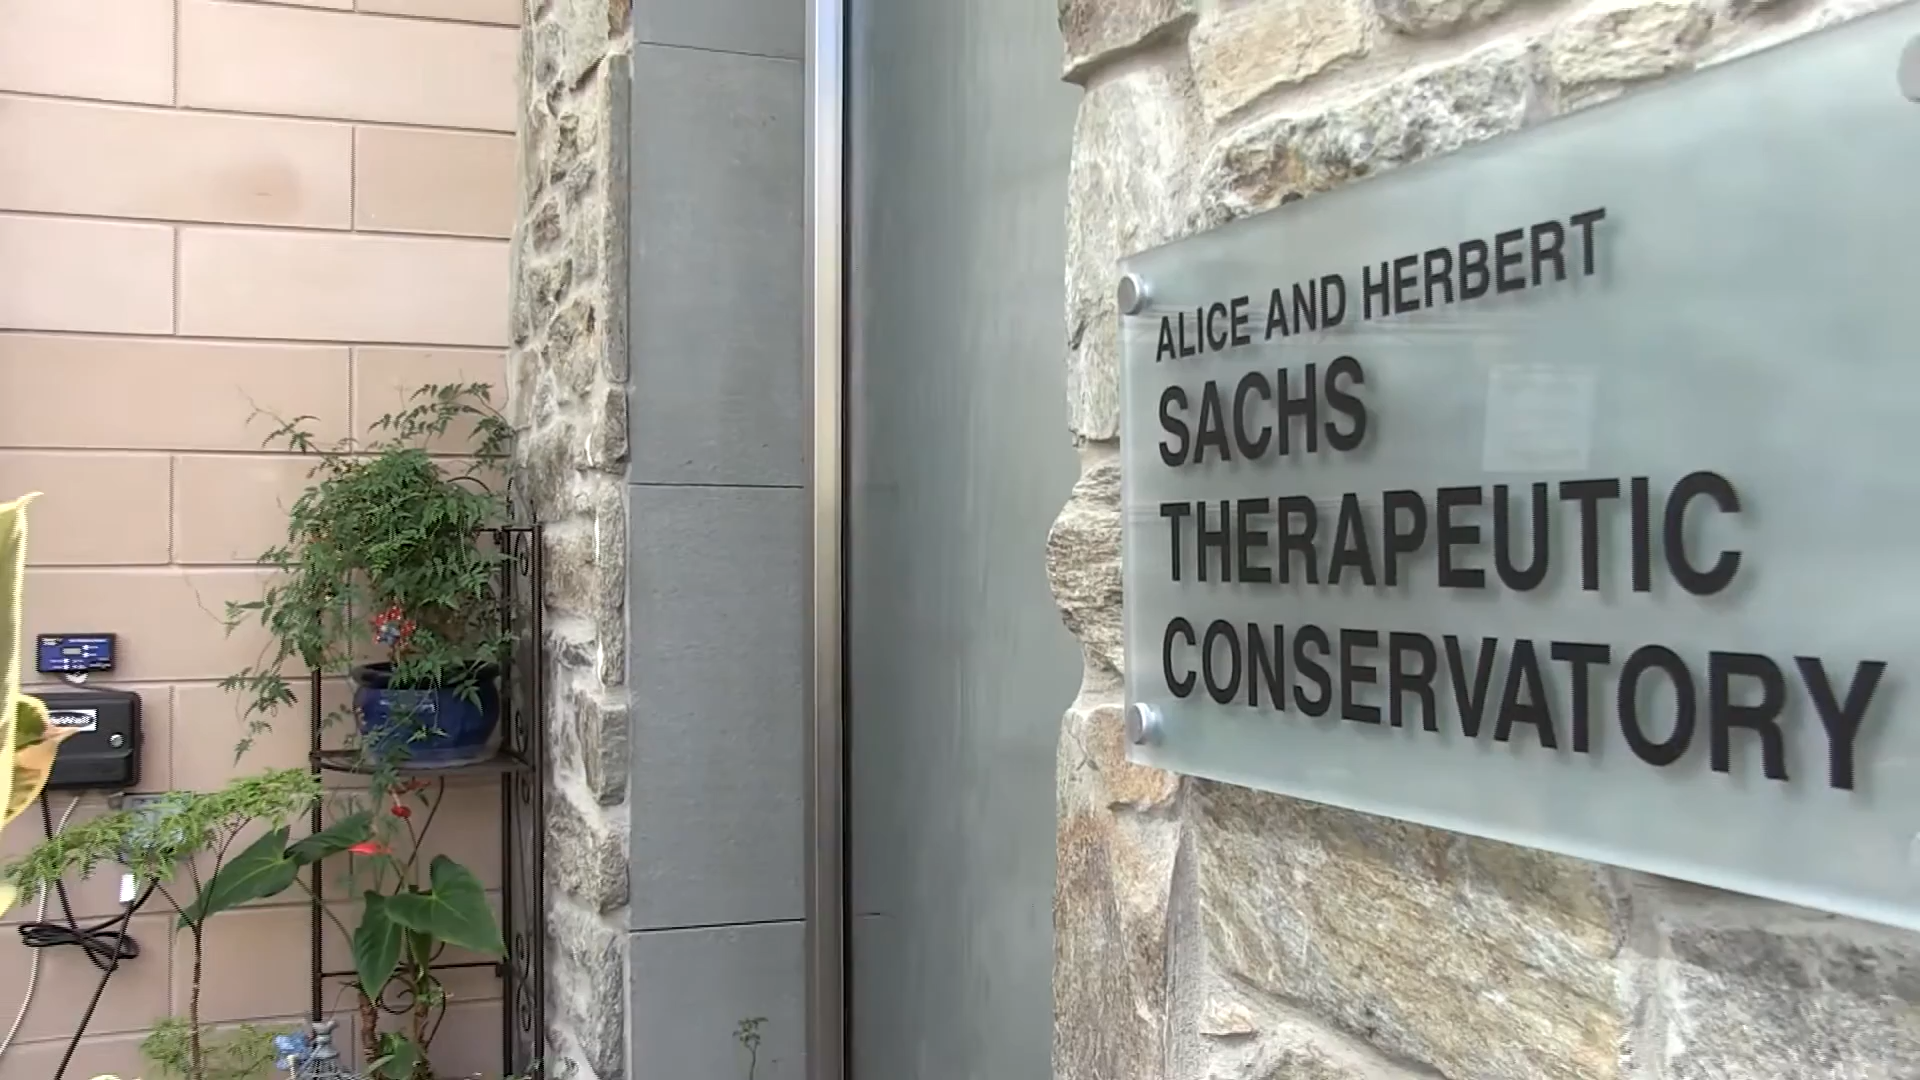 ALICE AND HERBERT
SACHS
THERAPEUTIC
CONSERVATORY